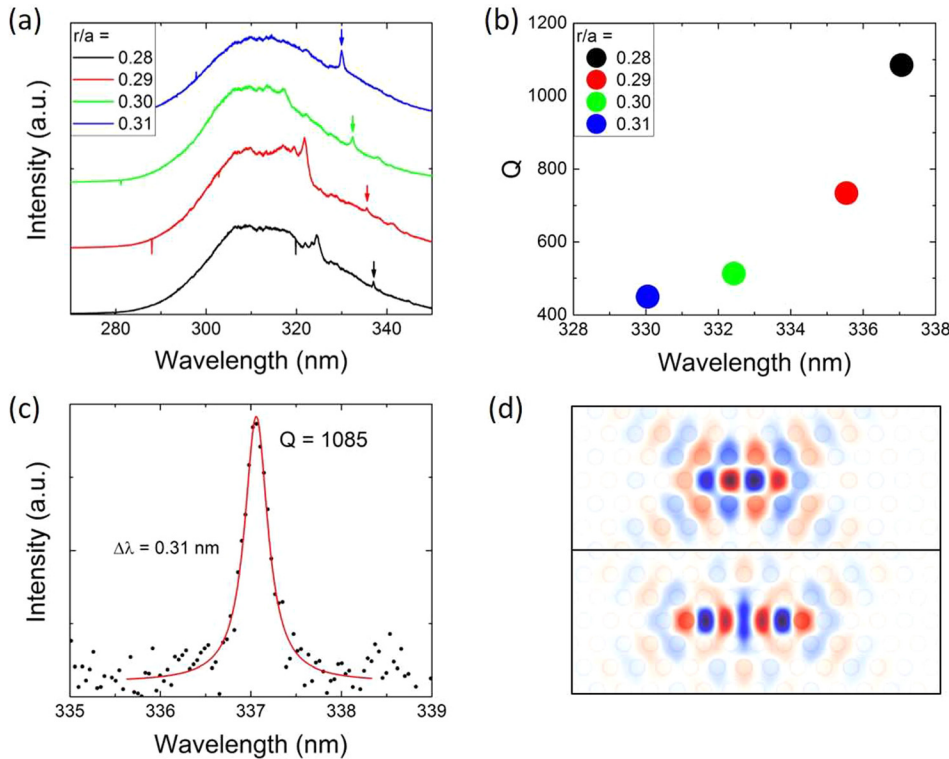 (a)
r/a =
0.28
0.29
0.30
0.31
Intensity (a.u.)
280 300 320 340
Wavelength (nm)
(b)
r/a =
0.28
0.29
0.30
0.31
1200
1000
800
600
400
Q
328 330 332 334 336 338
Wavelength (nm)
(c)
Q = 1085
Δλ = 0.31 nm
Intensity (a.u.)
335 336 337 338 339
Wavelength (nm)
(d)